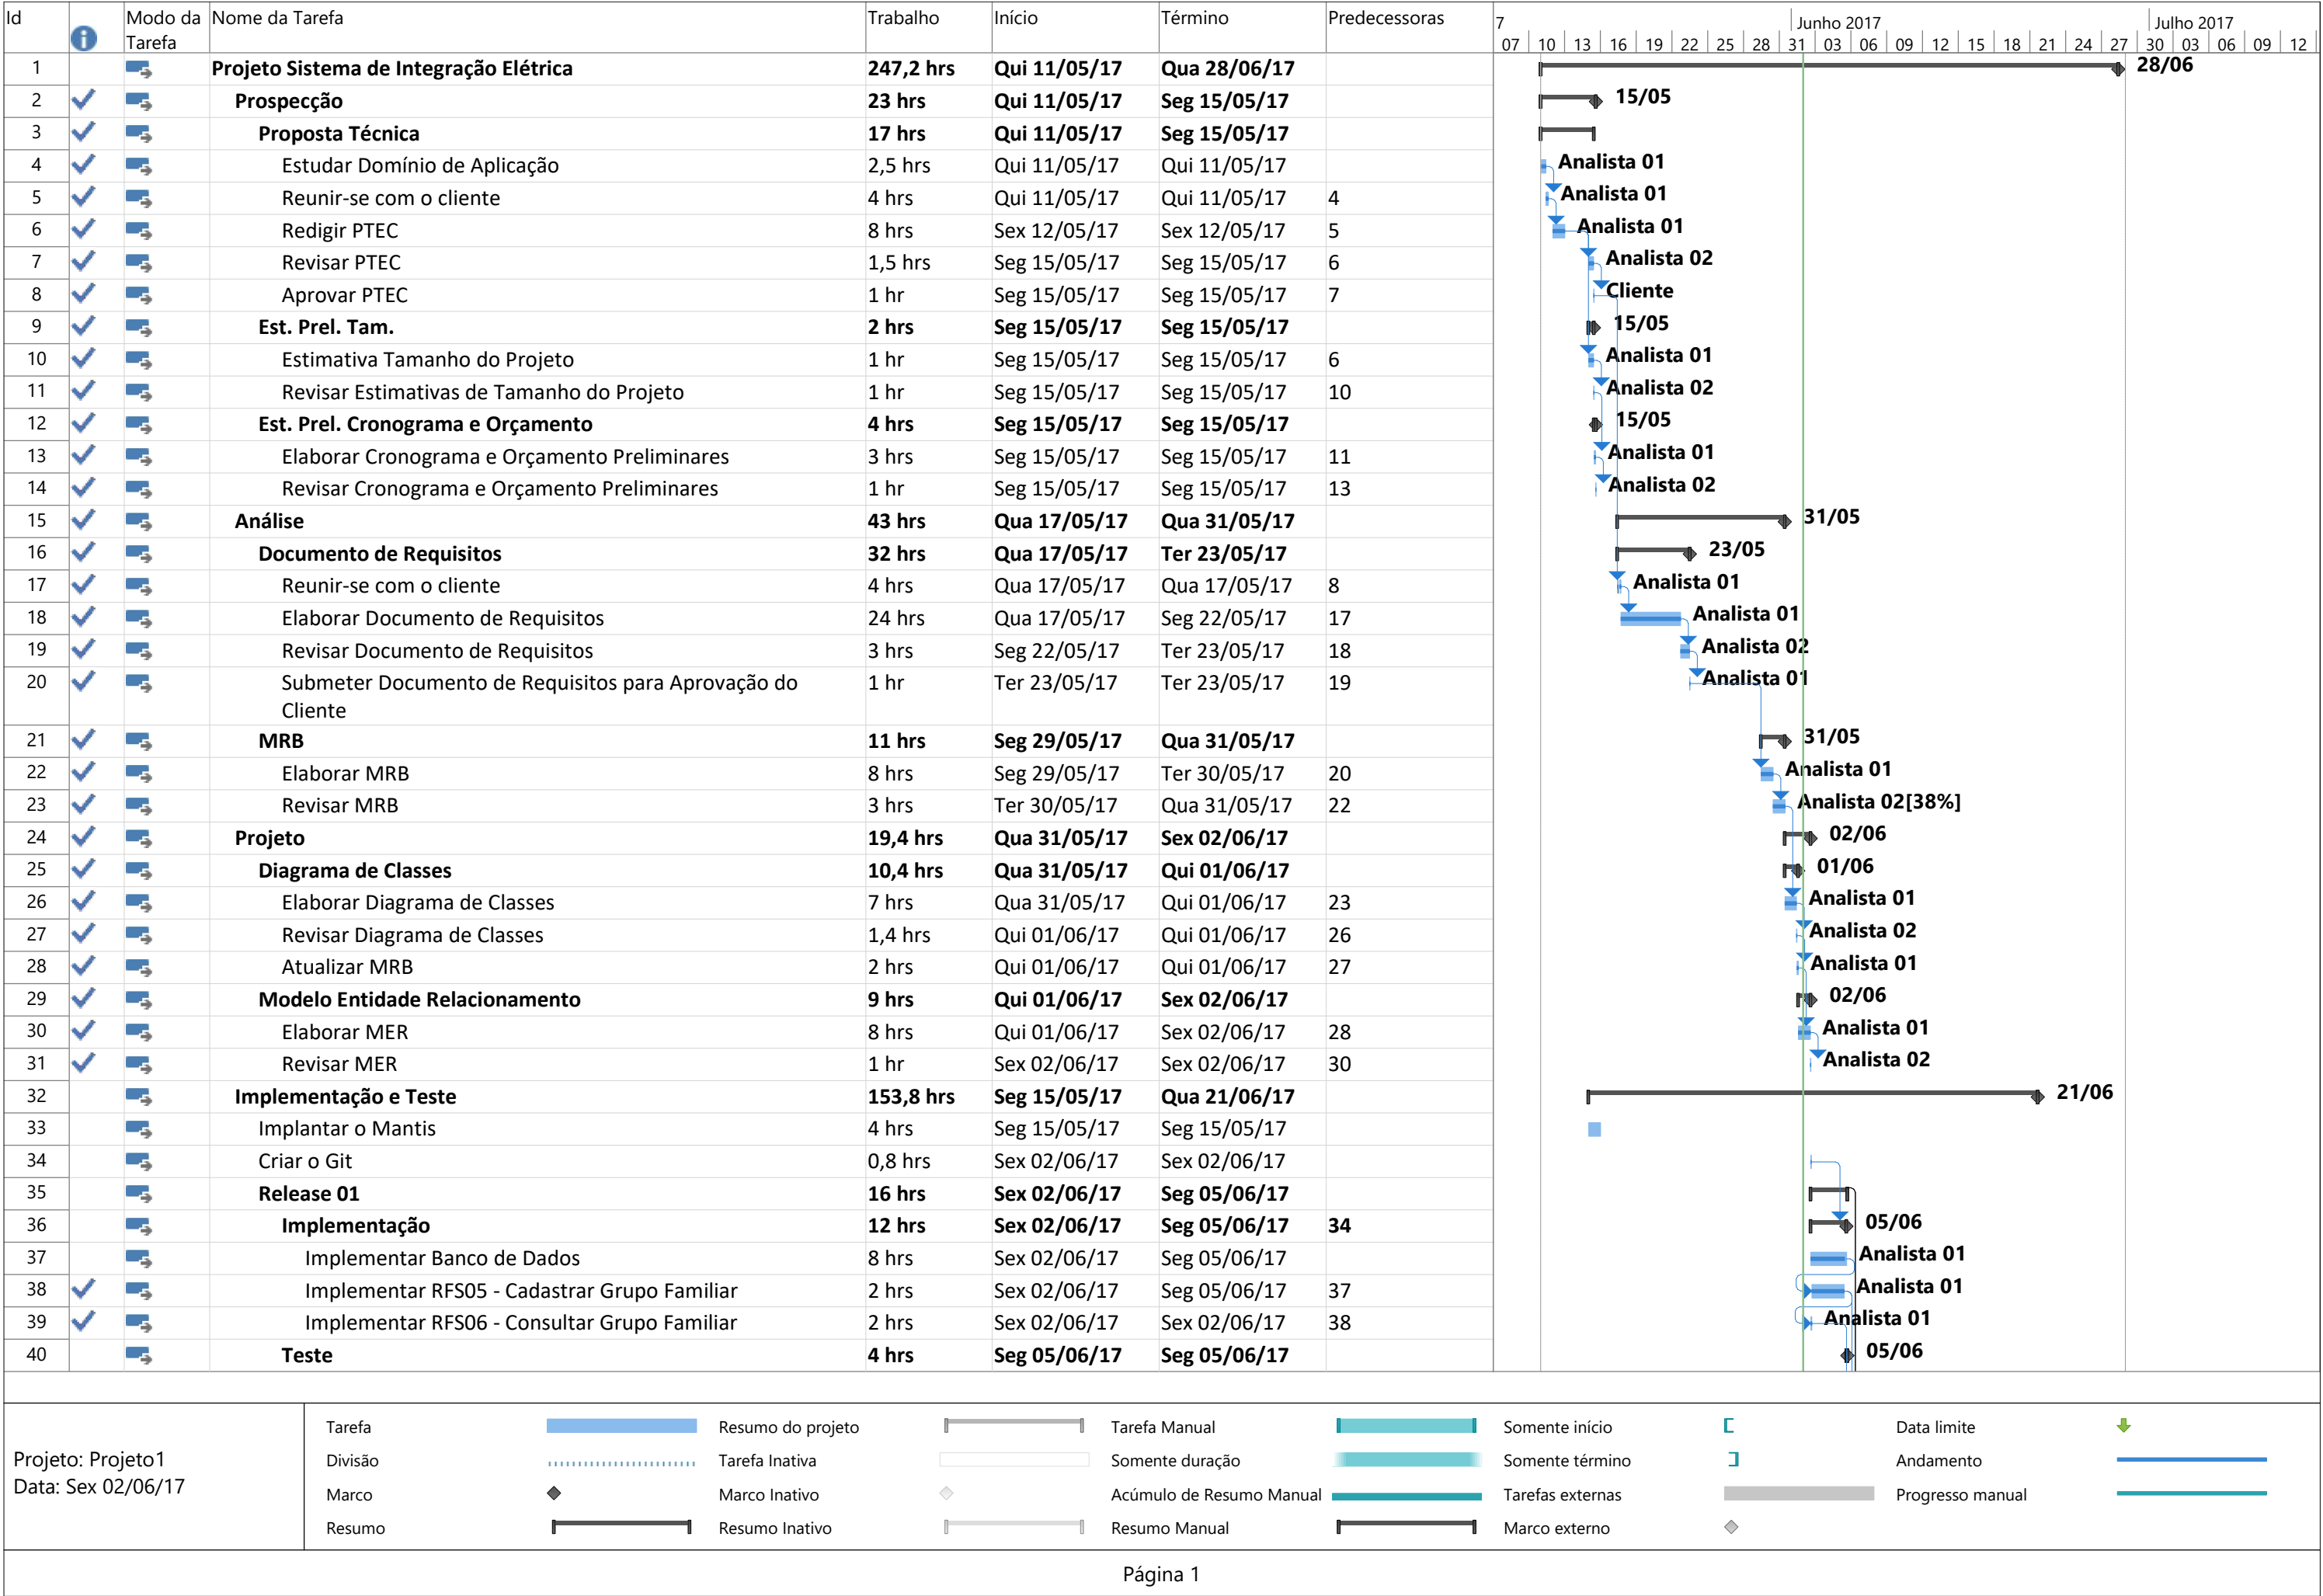 Id Modo da Tarefa Nome da Tarefa Trabalho Início Término Predecessoras
7 Junho 2017 Julho 2017
07 10 13 16 19 22 25 28 31 03 06 09 12 15 18 21 24 27 30 03 06 09 12
1 Projeto Sistema de Integração Elétrica 247,2 hrs Qui 11/05/17 Qua 28/06/17 28/06
2 Prospecção 23 hrs Qui 11/05/17 Seg 15/05/17 15/05
3 Proposta Técnica 17 hrs Qui 11/05/17 Seg 15/05/17
4 Estudar Domínio de Aplicação 2,5 hrs Qui 11/05/17 Qui 11/05/17 Analista 01
5 Reunir-se com o cliente 4 hrs Qui 11/05/17 Qui 11/05/17 4 Analista 01
6 Redigir PTEC 8 hrs Sex 12/05/17 Sex 12/05/17 5 Analista 01
7 Revisar PTEC 1,5 hrs Seg 15/05/17 Seg 15/05/17 6 Analista 02
8 Aprovar PTEC 1 hr Seg 15/05/17 Seg 15/05/17 7 Cliente
9 Est. Prel. Tam. 2 hrs Seg 15/05/17 Seg 15/05/17 15/05
10 Estimativa Tamanho do Projeto 1 hr Seg 15/05/17 Seg 15/05/17 6 Analista 01
11 Revisar Estimativas de Tamanho do Projeto 1 hr Seg 15/05/17 Seg 15/05/17 10 Analista 02
12 Est. Prel. Cronograma e Orçamento 4 hrs Seg 15/05/17 Seg 15/05/17 15/05
13 Elaborar Cronograma e Orçamento Preliminares 3 hrs Seg 15/05/17 Seg 15/05/17 11 Analista 01
14 Revisar Cronograma e Orçamento Preliminares 1 hr Seg 15/05/17 Seg 15/05/17 13 Analista 02
15 Análise 43 hrs Qua 17/05/17 Qua 31/05/17 31/05
16 Documento de Requisitos 32 hrs Qua 17/05/17 Ter 23/05/17 23/05
17 Reunir-se com o cliente 4 hrs Qua 17/05/17 Qua 17/05/17 8 Analista 01
18 Elaborar Documento de Requisitos 24 hrs Qua 17/05/17 Seg 22/05/17 17 Analista 01
19 Revisar Documento de Requisitos 3 hrs Seg 22/05/17 Ter 23/05/17 18 Analista 02
20 Submeter Documento de Requisitos para Aprovação do 1 hr Ter 23/05/17 Ter 23/05/17 19 Analista 01
Cliente
21 MRB 11 hrs Seg 29/05/17 Qua 31/05/17 31/05
22 Elaborar MRB 8 hrs Seg 29/05/17 Ter 30/05/17 20 Analista 01
23 Revisar MRB 3 hrs Ter 30/05/17 Qua 31/05/17 22 Analista 02[38%]
24 Projeto 19,4 hrs Qua 31/05/17 Sex 02/06/17 02/06
25 Diagrama de Classes 10,4 hrs Qua 31/05/17 Qui 01/06/17 01/06
26 Elaborar Diagrama de Classes 7 hrs Qua 31/05/17 Qui 01/06/17 23 Analista 01
27 Revisar Diagrama de Classes 1,4 hrs Qui 01/06/17 Qui 01/06/17 26 Analista 02
28 Atualizar MRB 2 hrs Qui 01/06/17 Qui 01/06/17 27 Analista 01
29 Modelo Entidade Relacionamento 9 hrs Qui 01/06/17 Sex 02/06/17 02/06
30 Elaborar MER 8 hrs Qui 01/06/17 Sex 02/06/17 28 Analista 01
31 Revisar MER 1 hr Sex 02/06/17 Sex 02/06/17 30 Analista 02
32 Implementação e Teste 153,8 hrs Seg 15/05/17 Qua 21/06/17 21/06
33 Implantar o Mantis 4 hrs Seg 15/05/17 Seg 15/05/17
34 Criar o Git 0,8 hrs Sex 02/06/17 Sex 02/06/17
35 Release 01 16 hrs Sex 02/06/17 Seg 05/06/17
36 Implementação 12 hrs Sex 02/06/17 Seg 05/06/17 34 05/06
37 Implementar Banco de Dados 8 hrs Sex 02/06/17 Seg 05/06/17 Analista 01
38 Implementar RFS05 - Cadastrar Grupo Familiar 2 hrs Sex 02/06/17 Seg 05/06/17 37 Analista 01
39 Implementar RFS06 - Consultar Grupo Familiar 2 hrs Sex 02/06/17 Sex 02/06/17 38 Analista 01
40 Teste 4 hrs Seg 05/06/17 Seg 05/06/17 05/06
Projeto: Projeto1
Data: Sex 02/06/17
Tarefa Resumo do projeto Tarefa Manual Somente início Data limite
Divisão Tarefa Inativa Somente duração Somente término Andamento
Marco Marco Inativo Acúmulo de Resumo Manual Tarefas externas Progresso manual
Resumo Resumo Inativo Resumo Manual Marco externo
Página 1